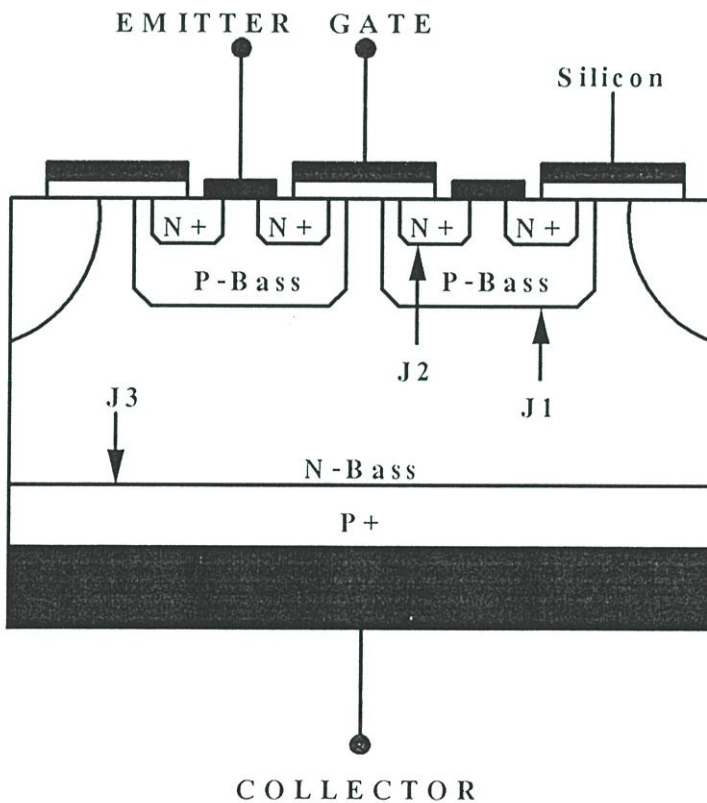 EMITTER GATE
Silicon
N+ N+ N+ N+
P-Bass P-Bass
J2
J3 J1
N-Bass
P+
COLLECTOR